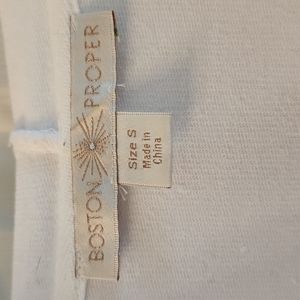 BOSTON PROPER
Size S
Made in
China